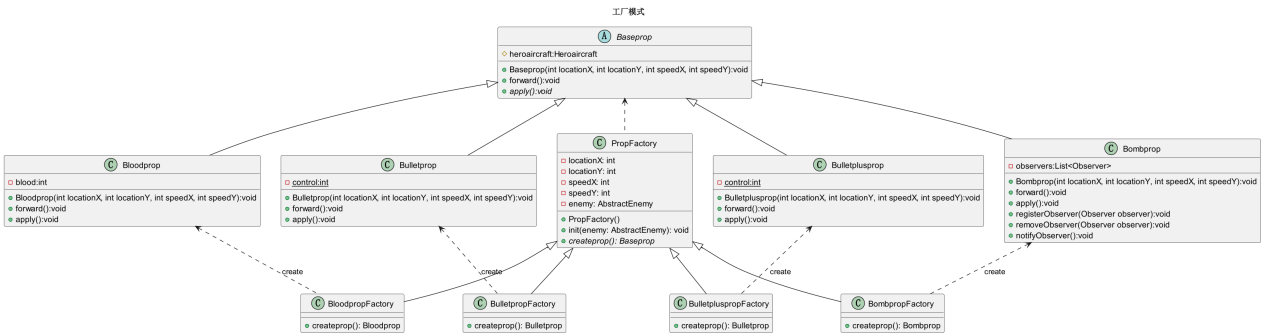 工厂模式
A Baseprop
heroaircraft:Heroaircraft
Baseprop(int locationX, int locationY, int speedX, int speedY):void
forward():void
apply():void
C Bloodprop
blood:int
Bloodprop(int locationX, int locationY, int speedX, int speedY):void
forward():void
apply():void
C Bulletprop
control:int
Bulletprop(int locationX, int locationY, int speedX, int speedY):void
forward():void
apply():void
C PropFactory
locationX: int
locationY: int
speedX: int
speedY: int
enemy: AbstractEnemy
PropFactory()
init(enemy: AbstractEnemy): void
createprop(): Baseprop
C Bulletplusprop
control:int
Bulletplusprop(int locationX, int locationY, int speedX, int speedY):void
forward():void
apply():void
C Bombprop
observers:List<Observer>
Bombprop(int locationX, int locationY, int speedX, int speedY):void
forward():void
apply():void
registerObserver(Observer observer):void
removeObserver(Observer observer):void
notifyObserver():void
create
create
create
create
C BloodpropFactory
createprop(): Bloodprop
C BulletpropFactory
createprop(): Bulletprop
C BulletpluspropFactory
createprop(): Bulletprop
C BombpropFactory
createprop(): Bombprop